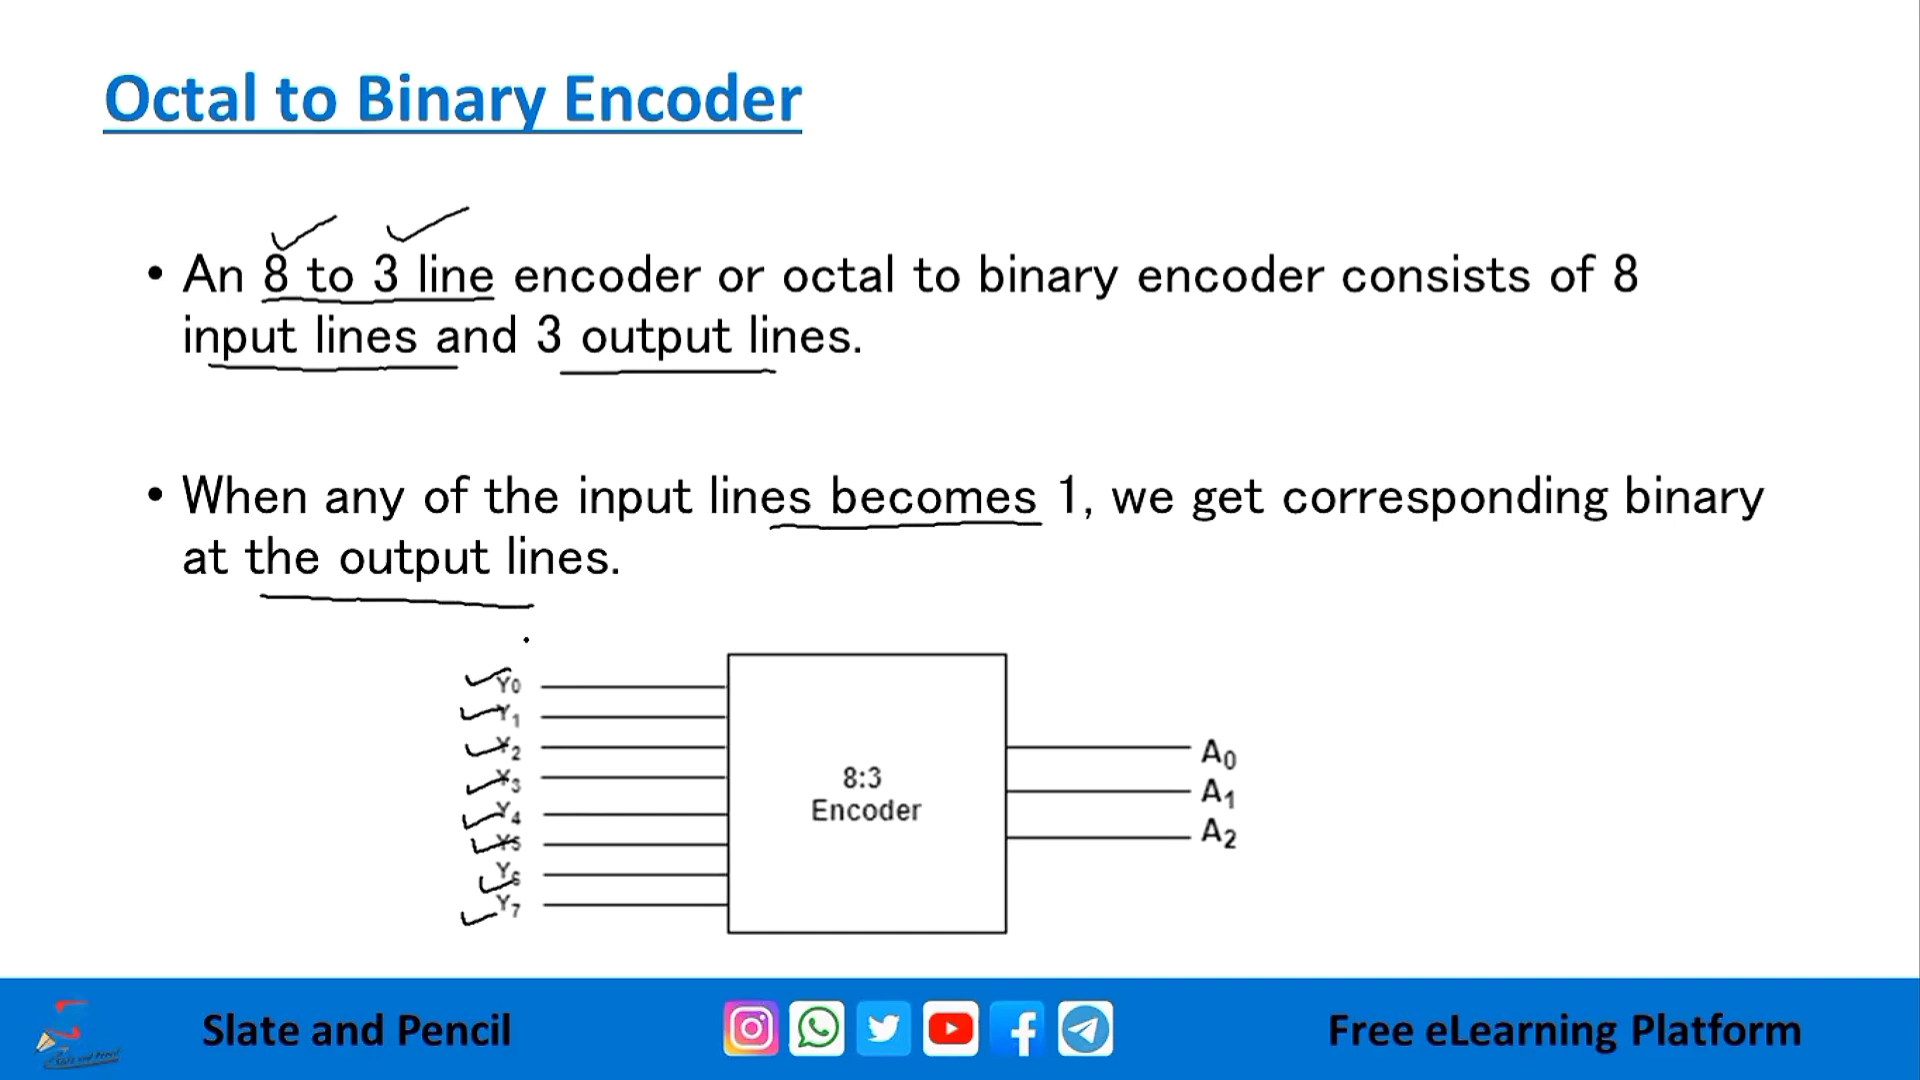 Octal to Binary Encoder
• An 8 to 3 line encoder or octal to binary encoder consists of 8
input lines and 3 output lines.
• When any of the input lines becomes 1, we get corresponding binary
at the output lines.
Y0
Y1
Y2
Y3
Y4
Y5
Y6
Y7
8:3
Encoder
A0
A1
A2
Slate and Pencil
Free eLearning Platform